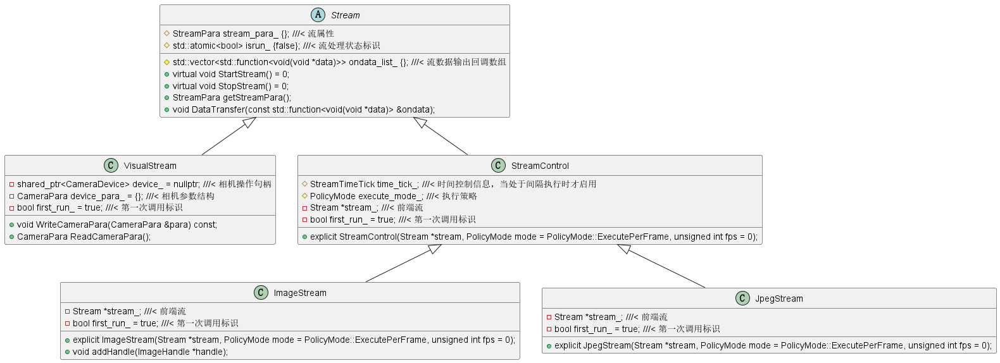 A Stream
StreamPara stream_para_ {}; ///< 流属性
std::atomic<bool> isrun_ {false}; ///< 流处理状态标识
std::vector<std::function<void(void *data)>> ondata_list_ {}; ///< 流数据输出回调数组
virtual void StartStream() = 0;
virtual void StopStream() = 0;
StreamPara getStreamPara();
void DataTransfer(const std::function<void(void *data)> &ondata);
C VisualStream
shared_ptr<CameraDevice> device_ = nullptr; ///< 相机操作句柄
CameraPara device_para_ = {}; ///< 相机参数结构
bool first_run_ = true; ///< 第一次调用标识
void WriteCameraPara(CameraPara &para) const;
CameraPara ReadCameraPara();
C StreamControl
StreamTimeTick time_tick_; ///< 时间控制信息，当处于间隔执行时才启用
PolicyMode execute_mode_; ///< 执行策略
Stream *stream_; ///< 前端流
bool first_run_ = true; ///< 第一次调用标识
explicit StreamControl(Stream *stream, PolicyMode mode = PolicyMode::ExecutePerFrame, unsigned int fps = 0);
C ImageStream
Stream *stream_; ///< 前端流
bool first_run_ = true; ///< 第一次调用标识
explicit ImageStream(Stream *stream, PolicyMode mode = PolicyMode::ExecutePerFrame, unsigned int fps = 0);
void addHandle(ImageHandle *handle);
C JpegStream
Stream *stream_; ///< 前端流
bool first_run_ = true; ///< 第一次调用标识
explicit JpegStream(Stream *stream, PolicyMode mode = PolicyMode::ExecutePerFrame, unsigned int fps = 0);